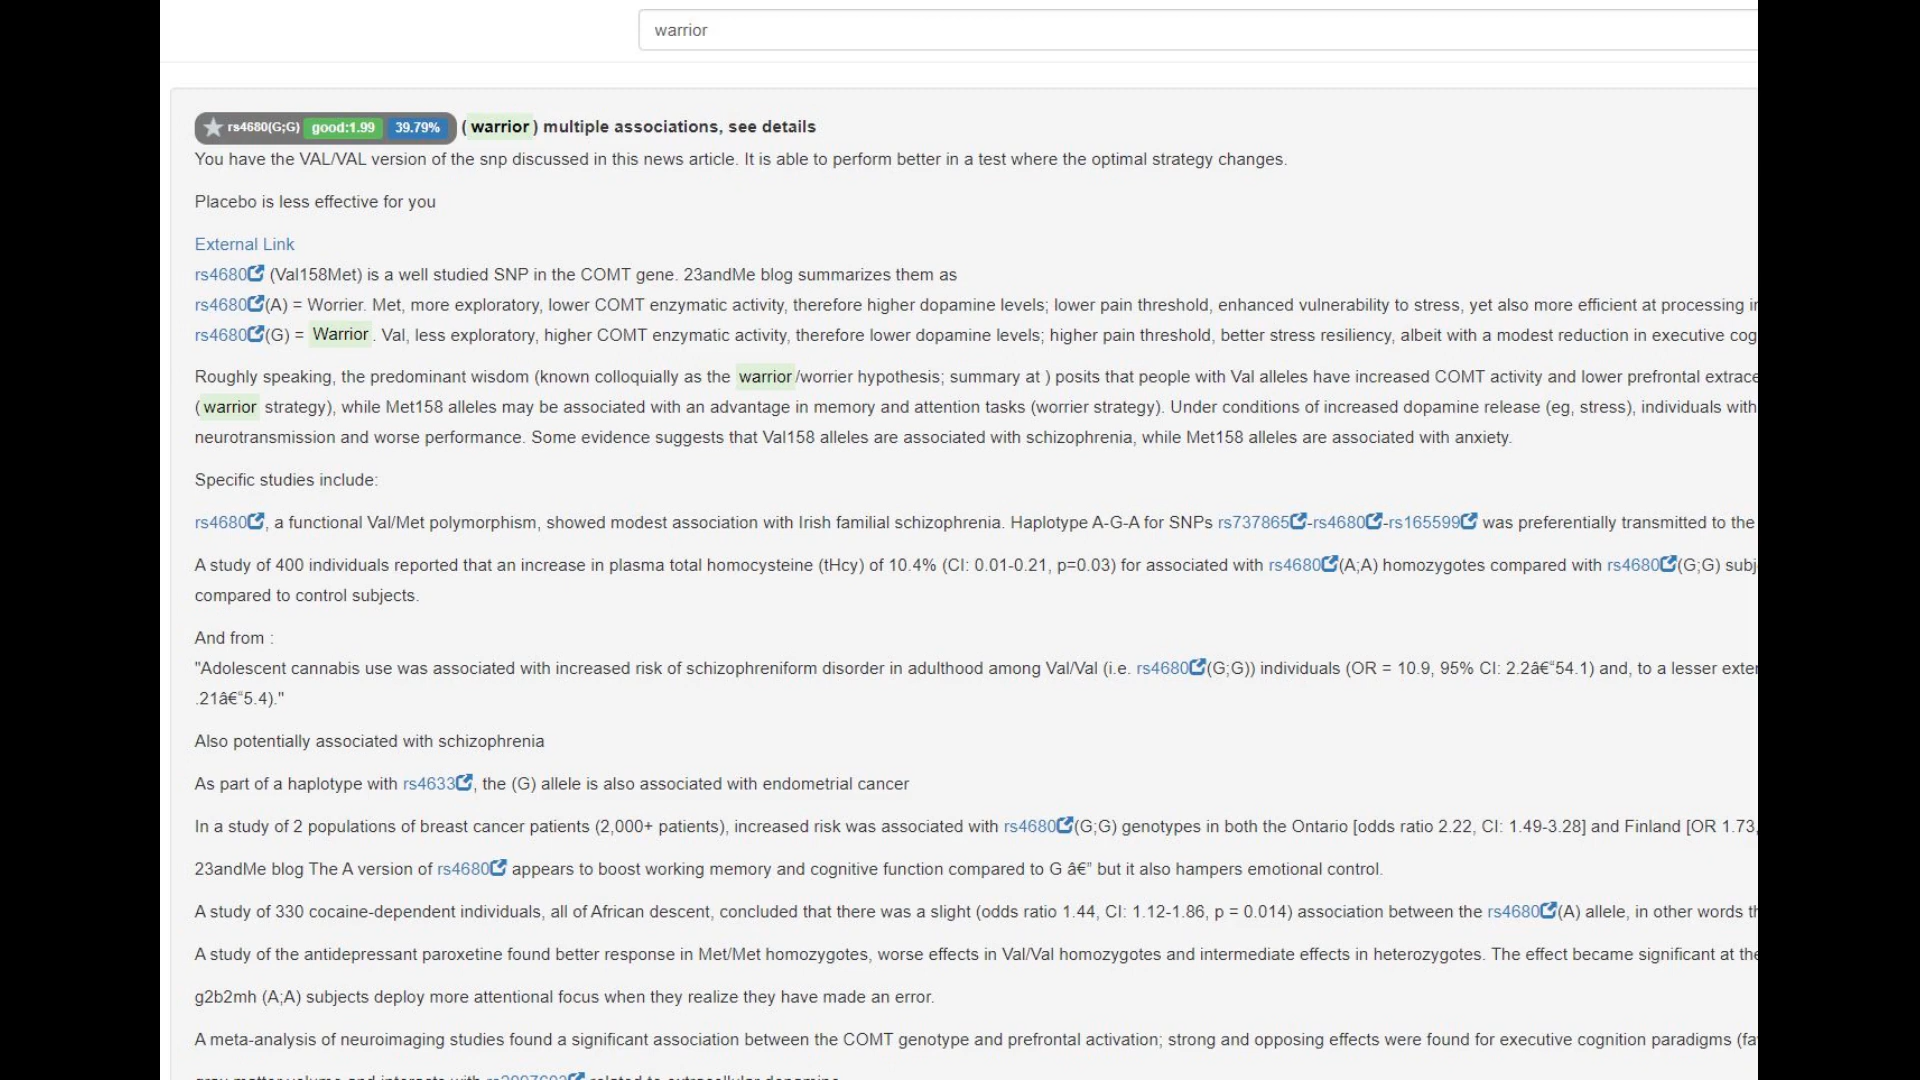 warrior
rs4680(G;G) good:1.99 39.79% ( warrior ) multiple associations, see details
You have the VAL/VAL version of the snp discussed in this news article. It is able to perform better in a test where the optimal strategy changes.
Placebo is less effective for you
External Link
rs4680 (Val158Met) is a well studied SNP in the COMT gene. 23andMe blog summarizes them as
rs4680 (A) = Worrier. Met, more exploratory, lower COMT enzymatic activity, therefore higher dopamine levels; lower pain threshold, enhanced vulnerability to stress, yet also more efficient at processing
rs4680 (G) = Warrior . Val, less exploratory, higher COMT enzymatic activity, therefore lower dopamine levels; higher pain threshold, better stress resiliency, albeit with a modest reduction in executive cog
Roughly speaking, the predominant wisdom (known colloquially as the warrior /worrier hypothesis; summary at ) posits that people with Val alleles have increased COMT activity and lower prefrontal extrace
( warrior strategy), while Met158 alleles may be associated with an advantage in memory and attention tasks (worrier strategy). Under conditions of increased dopamine release (eg, stress), individuals with
neurotransmission and worse performance. Some evidence suggests that Val158 alleles are associated with schizophrenia, while Met158 alleles are associated with anxiety.
Specific studies include:
rs4680 , a functional Val/Met polymorphism, showed modest association with Irish familial schizophrenia. Haplotype A-G-A for SNPs rs737865 -rs4680 -rs165599 was preferentially transmitted to the
A study of 400 individuals reported that an increase in plasma total homocysteine (tHcy) of 10.4% (CI: 0.01-0.21, p=0.03) for associated with rs4680 (A;A) homozygotes compared with rs4680 (G;G) subj
compared to control subjects.
And from :
"Adolescent cannabis use was associated with increased risk of schizophreniform disorder in adulthood among Val/Val (i.e. rs4680 (G;G)) individuals (OR = 10.9, 95% CI: 2.2â€“54.1) and, to a lesser exter
.21â€“5.4)."
Also potentially associated with schizophrenia
As part of a haplotype with rs4633 , the (G) allele is also associated with endometrial cancer
In a study of 2 populations of breast cancer patients (2,000+ patients), increased risk was associated with rs4680 (G;G) genotypes in both the Ontario [odds ratio 2.22, CI: 1.49-3.28] and Finland [OR 1.73,
23andMe blog The A version of rs4680 appears to boost working memory and cognitive function compared to G â€” but it also hampers emotional control.
A study of 330 cocaine-dependent individuals, all of African descent, concluded that there was a slight (odds ratio 1.44, CI: 1.12-1.86, p = 0.014) association between the rs4680 (A) allele, in other words
A study of the antidepressant paroxetine found better response in Met/Met homozygotes, worse effects in Val/Val homozygotes and intermediate effects in heterozygotes. The effect became significant at the
g2b2mh (A;A) subjects deploy more attentional focus when they realize they have made an error.
A meta-analysis of neuroimaging studies found a significant association between the COMT genotype and prefrontal activation; strong and opposing effects were found for executive cognition paradigms (fa